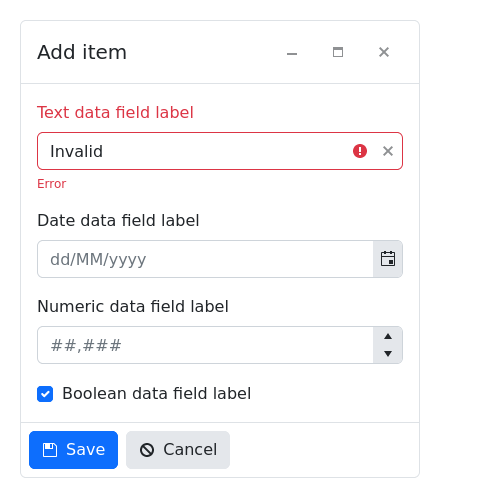 Add item
Text data field label
Invalid
Error
Date data field label
dd/MM/yyyy
Numeric data field label
##,###
Boolean data field label
Save
Cancel